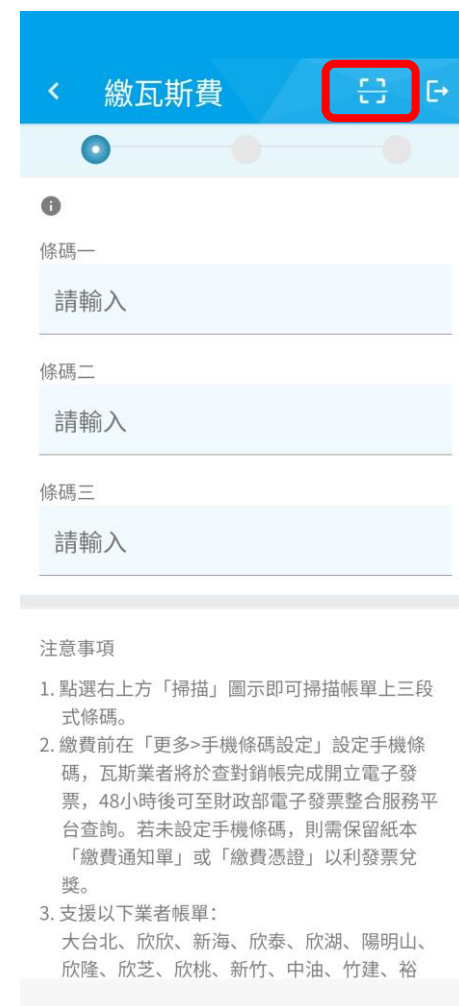 繳瓦斯費
條碼一
請輸入
條碼二
請輸入
條碼三
請輸入
注意事項
1. 點選右上方「掃描」圖示即可掃描帳單上三段
式條碼。
2. 繳費前在「更多>手機條碼設定」設定手機條
碼，瓦斯業者將於查對銷帳完成開立電子發
票，48小時後可至財政部電子發票整合服務平
台查詢。若未設定手機條碼，則需保留紙本
「繳費通知單」或「繳費憑證」以利發票兌
獎。
3. 支援以下業者帳單：
大台北、欣欣、新海、欣泰、欣湖、陽明山、
欣隆、欣芝、欣桃、新竹、中油、竹建、裕